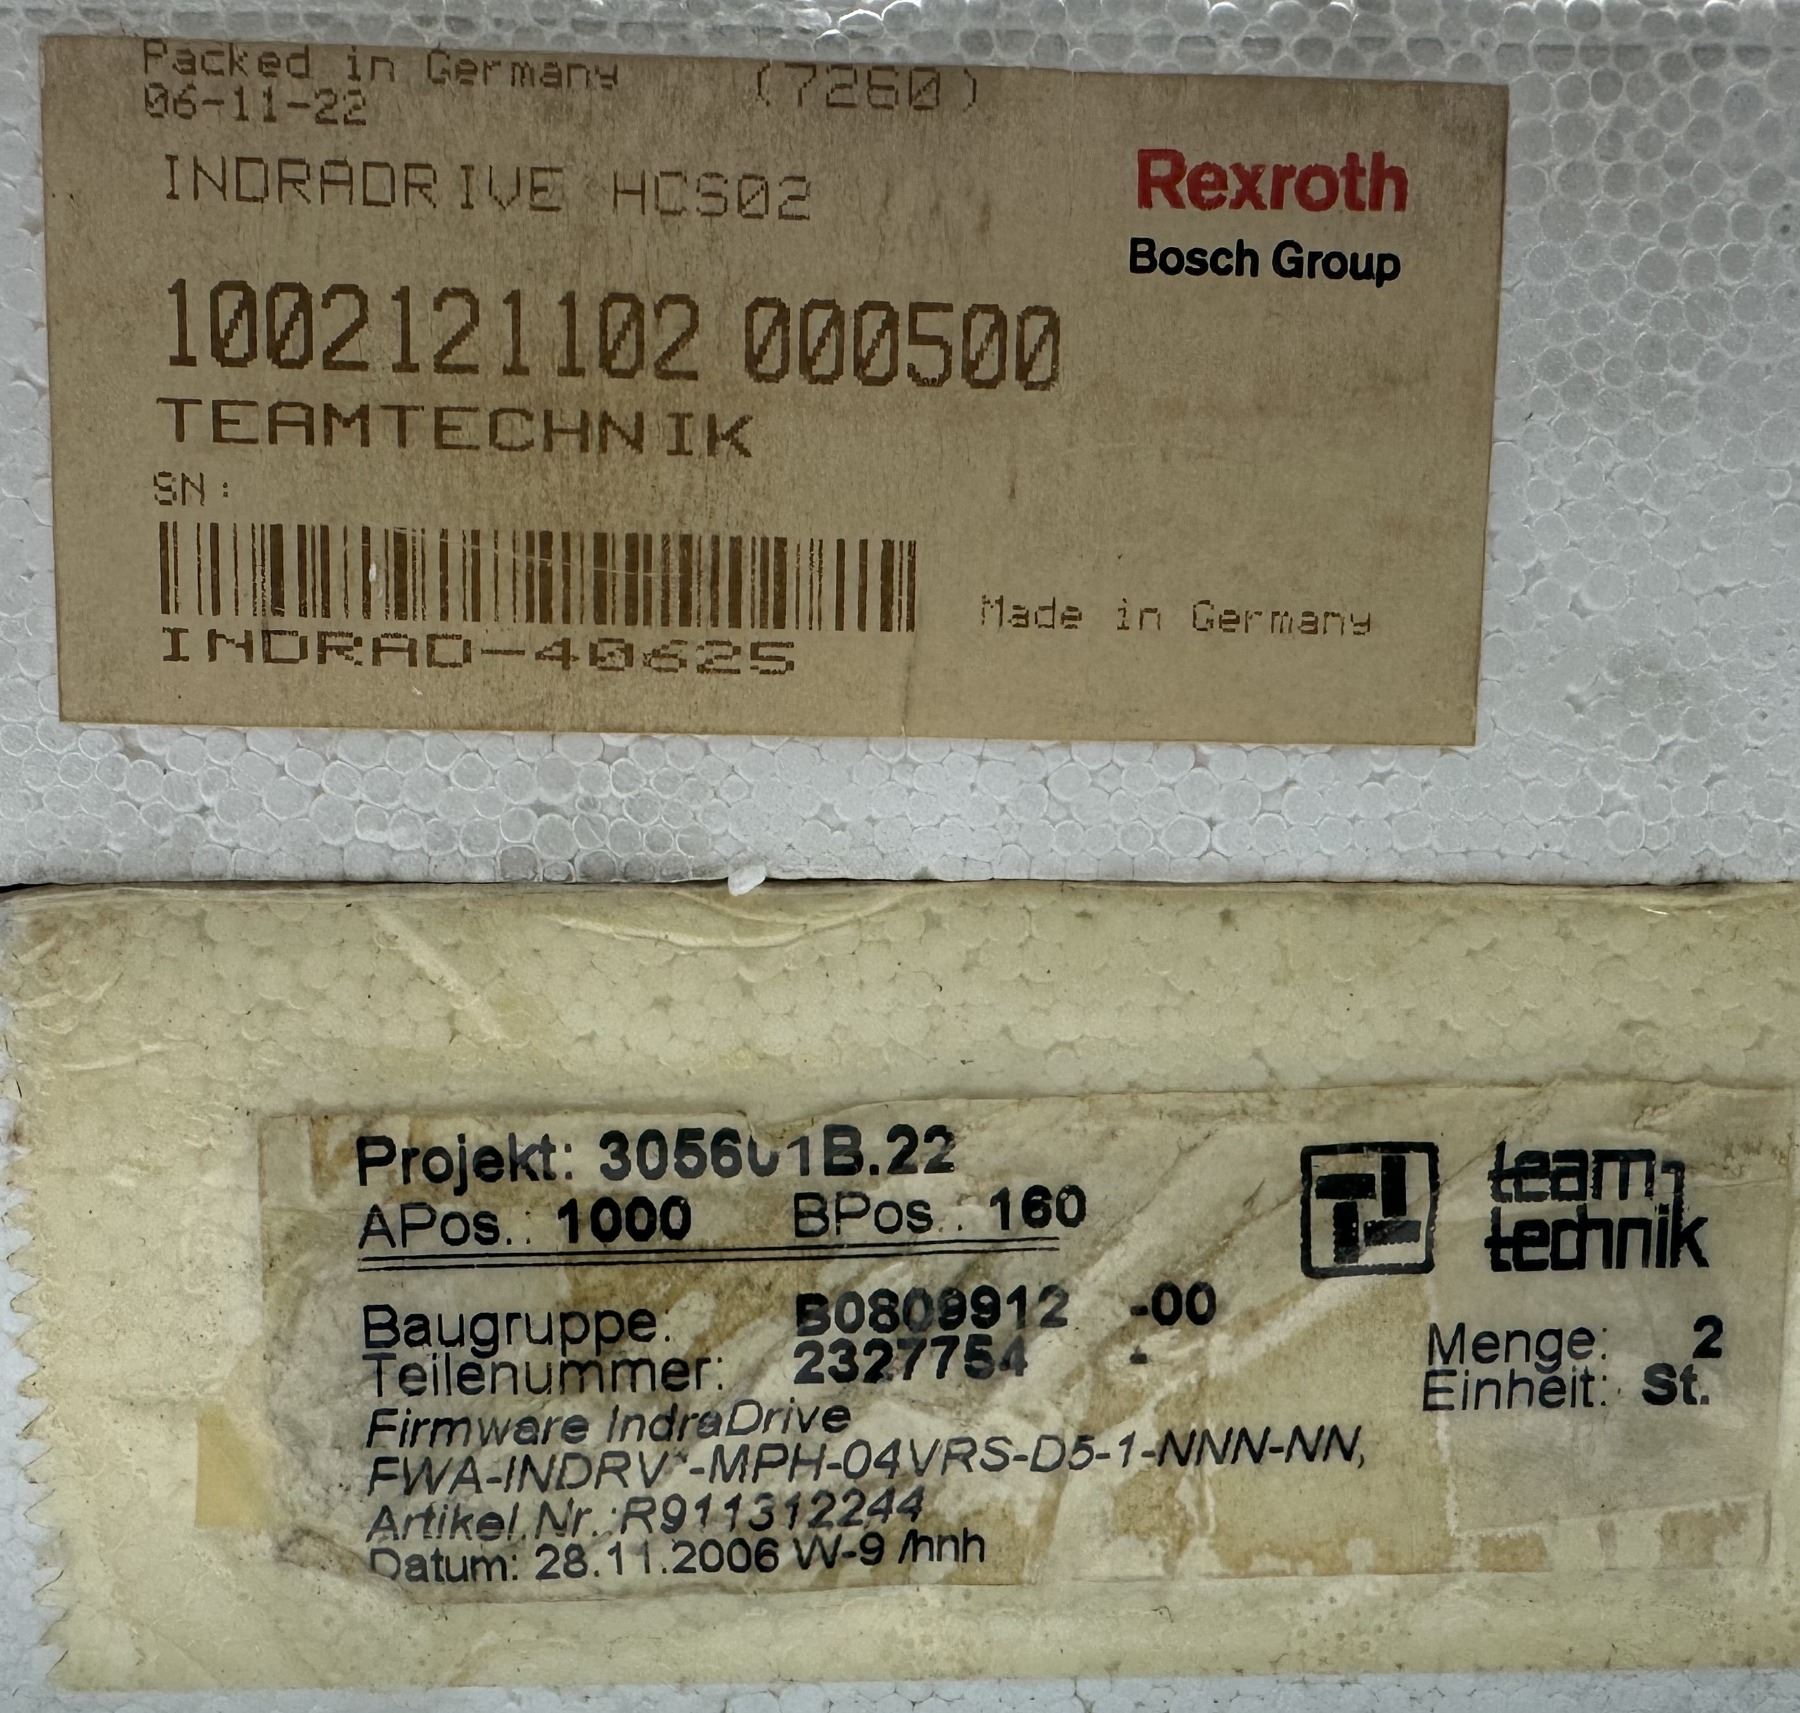 Packed in Germany (7260)
06-11-22
INDRADRIVE HCS02
Rexroth
Bosch Group
1002121102 000500
TEAMTECHNIK
SN:
INDRAD-40625
Made in Germany
Projekt: 305601B.22
APos.: 1000 BPos.: 160
team
technik
Baugruppe: B0809912 -00
Teilenummer: 2327754 -
Menge: 2
Einheit: St.
Firmware IndraDrive
FWA-INDRV*-MPH-04VRS-D5-1-NNN-NN,
Artikel.Nr.:R911312244
Datum: 28.11.2006 W-9 /hnh